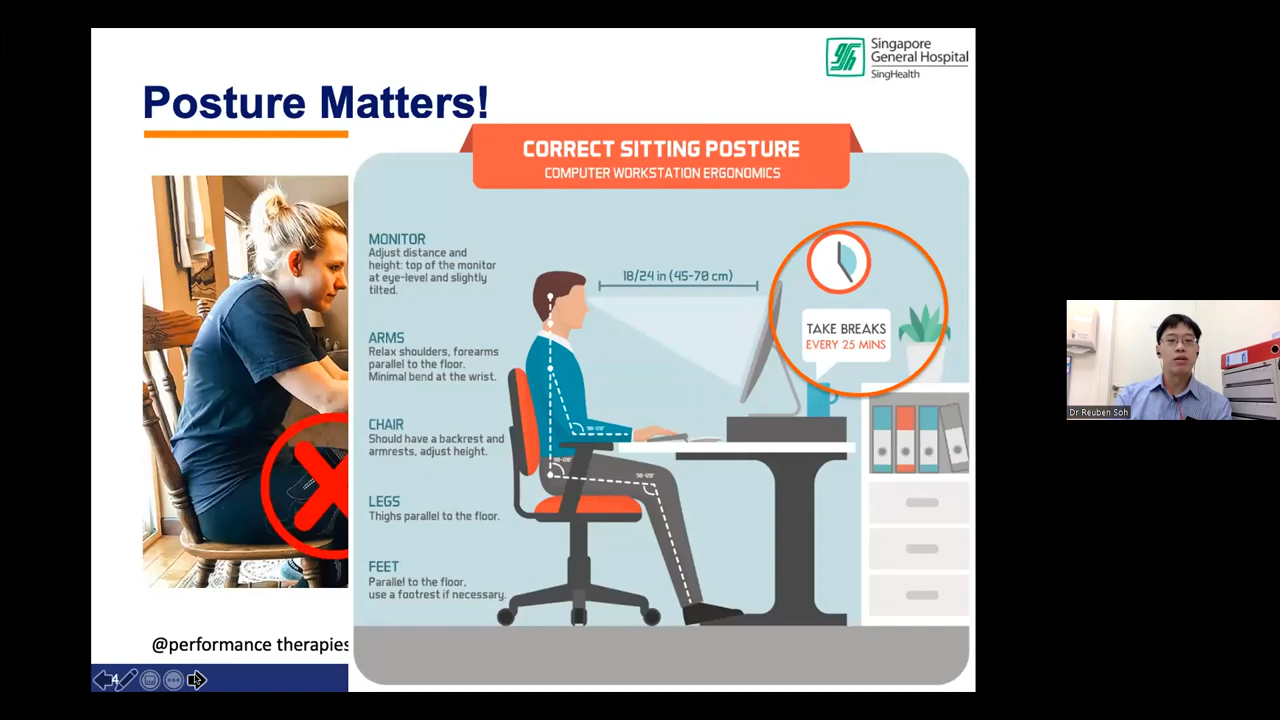 Singapore
General Hospital
SingHealth
Posture Matters!
CORRECT SITTING POSTURE
COMPUTER WORKSTATION ERGONOMICS
MONITOR
Adjust distance and
height: top of the monitor
at eye-level and slightly
tilted.
18/24 in (45-70 cm)
TAKE BREAKS
EVERY 25 MINS
ARMS
Relax shoulders, forearms
parallel to the floor.
Minimal bend at the wrist.
CHAIR
Should have a backrest and
armrests, adjust height.
LEGS
Thighs parallel to the floor.
FEET
Parallel to the floor,
use a footrest if necessary.
@performance therapies
4
Dr Reuben Soh